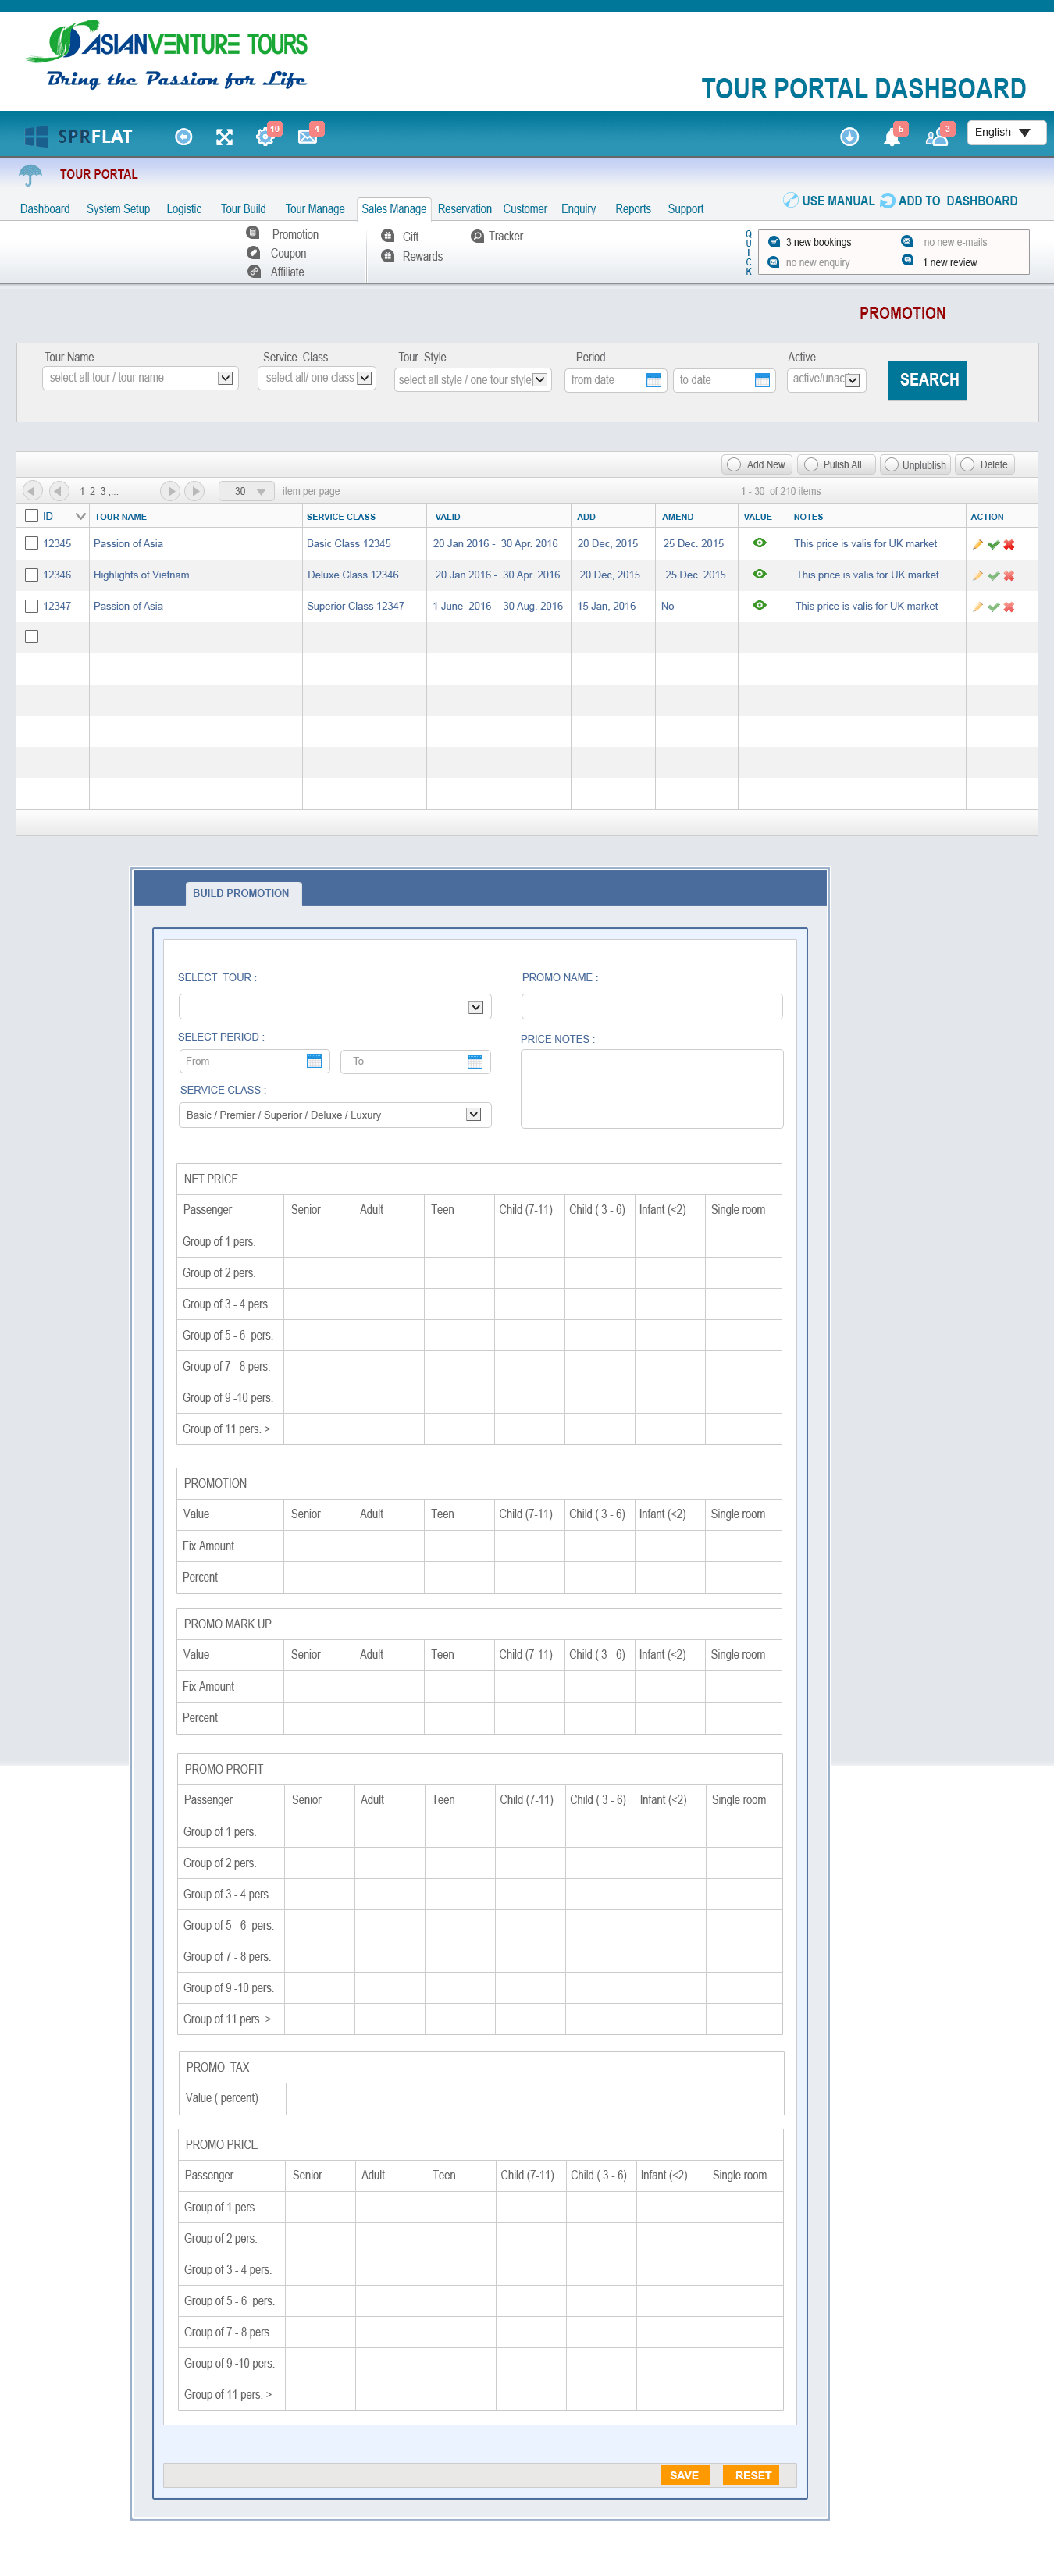 ASIANVENTURE TOURS
Bring the Passion for Life
TOUR PORTAL DASHBOARD
SPRFLAT 10 4 5 3 English
TOUR PORTAL
USE MANUAL ADD TO DASHBOARD
Dashboard System Setup Logistic Tour Build Tour Manage Sales Manage Reservation Customer Enquiry Reports Support
Promotion Gift Tracker
Coupon Rewards
Affiliate
QUICK
3 new bookings no new e-mails
no new enquiry 1 new review
PROMOTION
Tour Name Service Class Tour Style Period Active
select all tour / tour name select all/ one class select all style / one tour style from date to date active/unac
SEARCH
Add New Pulish All Unplublish Delete
1 2 3 ,... 30 item per page 1 - 30 of 210 items
ID TOUR NAME SERVICE CLASS VALID ADD AMEND VALUE NOTES ACTION
12345 Passion of Asia Basic Class 12345 20 Jan 2016 - 30 Apr. 2016 20 Dec, 2015 25 Dec. 2015 This price is valis for UK market
12346 Highlights of Vietnam Deluxe Class 12346 20 Jan 2016 - 30 Apr. 2016 20 Dec, 2015 25 Dec. 2015 This price is valis for UK market
12347 Passion of Asia Superior Class 12347 1 June 2016 - 30 Aug. 2016 15 Jan, 2016 No This price is valis for UK market
BUILD PROMOTION
SELECT TOUR : PROMO NAME :
SELECT PERIOD : PRICE NOTES :
From To
SERVICE CLASS :
Basic / Premier / Superior / Deluxe / Luxury
NET PRICE
Passenger Senior Adult Teen Child (7-11) Child ( 3 - 6) Infant (<2) Single room
Group of 1 pers.
Group of 2 pers.
Group of 3 - 4 pers.
Group of 5 - 6 pers.
Group of 7 - 8 pers.
Group of 9 -10 pers.
Group of 11 pers. >
PROMOTION
Value Senior Adult Teen Child (7-11) Child ( 3 - 6) Infant (<2) Single room
Fix Amount
Percent
PROMO MARK UP
Value Senior Adult Teen Child (7-11) Child ( 3 - 6) Infant (<2) Single room
Fix Amount
Percent
PROMO PROFIT
Passenger Senior Adult Teen Child (7-11) Child ( 3 - 6) Infant (<2) Single room
Group of 1 pers.
Group of 2 pers.
Group of 3 - 4 pers.
Group of 5 - 6 pers.
Group of 7 - 8 pers.
Group of 9 -10 pers.
Group of 11 pers. >
PROMO TAX
Value ( percent)
PROMO PRICE
Passenger Senior Adult Teen Child (7-11) Child ( 3 - 6) Infant (<2) Single room
Group of 1 pers.
Group of 2 pers.
Group of 3 - 4 pers.
Group of 5 - 6 pers.
Group of 7 - 8 pers.
Group of 9 -10 pers.
Group of 11 pers. >
SAVE RESET